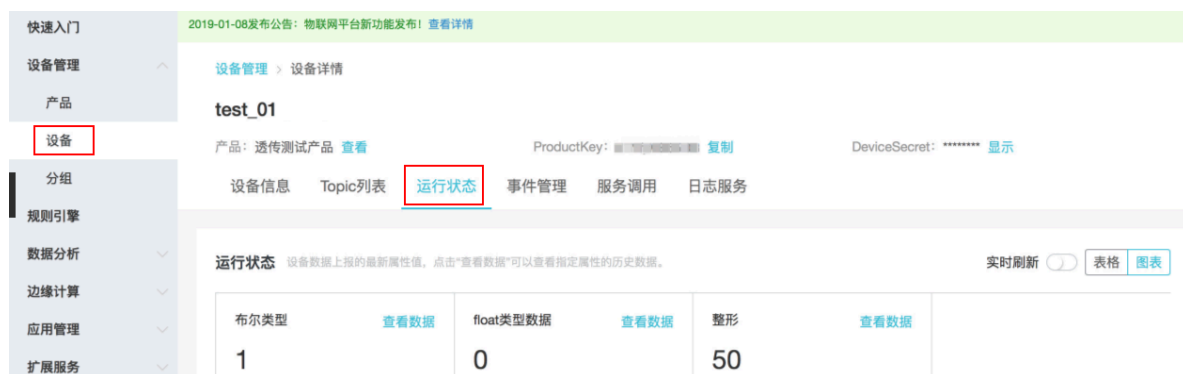 快速入门
设备管理
产品
设备
分组
规则引擎
数据分析
边缘计算
应用管理
扩展服务
2019-01-08发布公告：物联网平台新功能发布！查看详情
设备管理 > 设备详情
test_01
产品：透传测试产品 查看 ProductKey： 复制 DeviceSecret：******** 显示
设备信息 Topic列表 运行状态 事件管理 服务调用 日志服务
运行状态 设备数据上报的最新属性值，点击“查看数据”可以查看指定属性的历史数据。 实时刷新 表格 图表
布尔类型 查看数据 float类型数据 查看数据 整形 查看数据
1 0 50